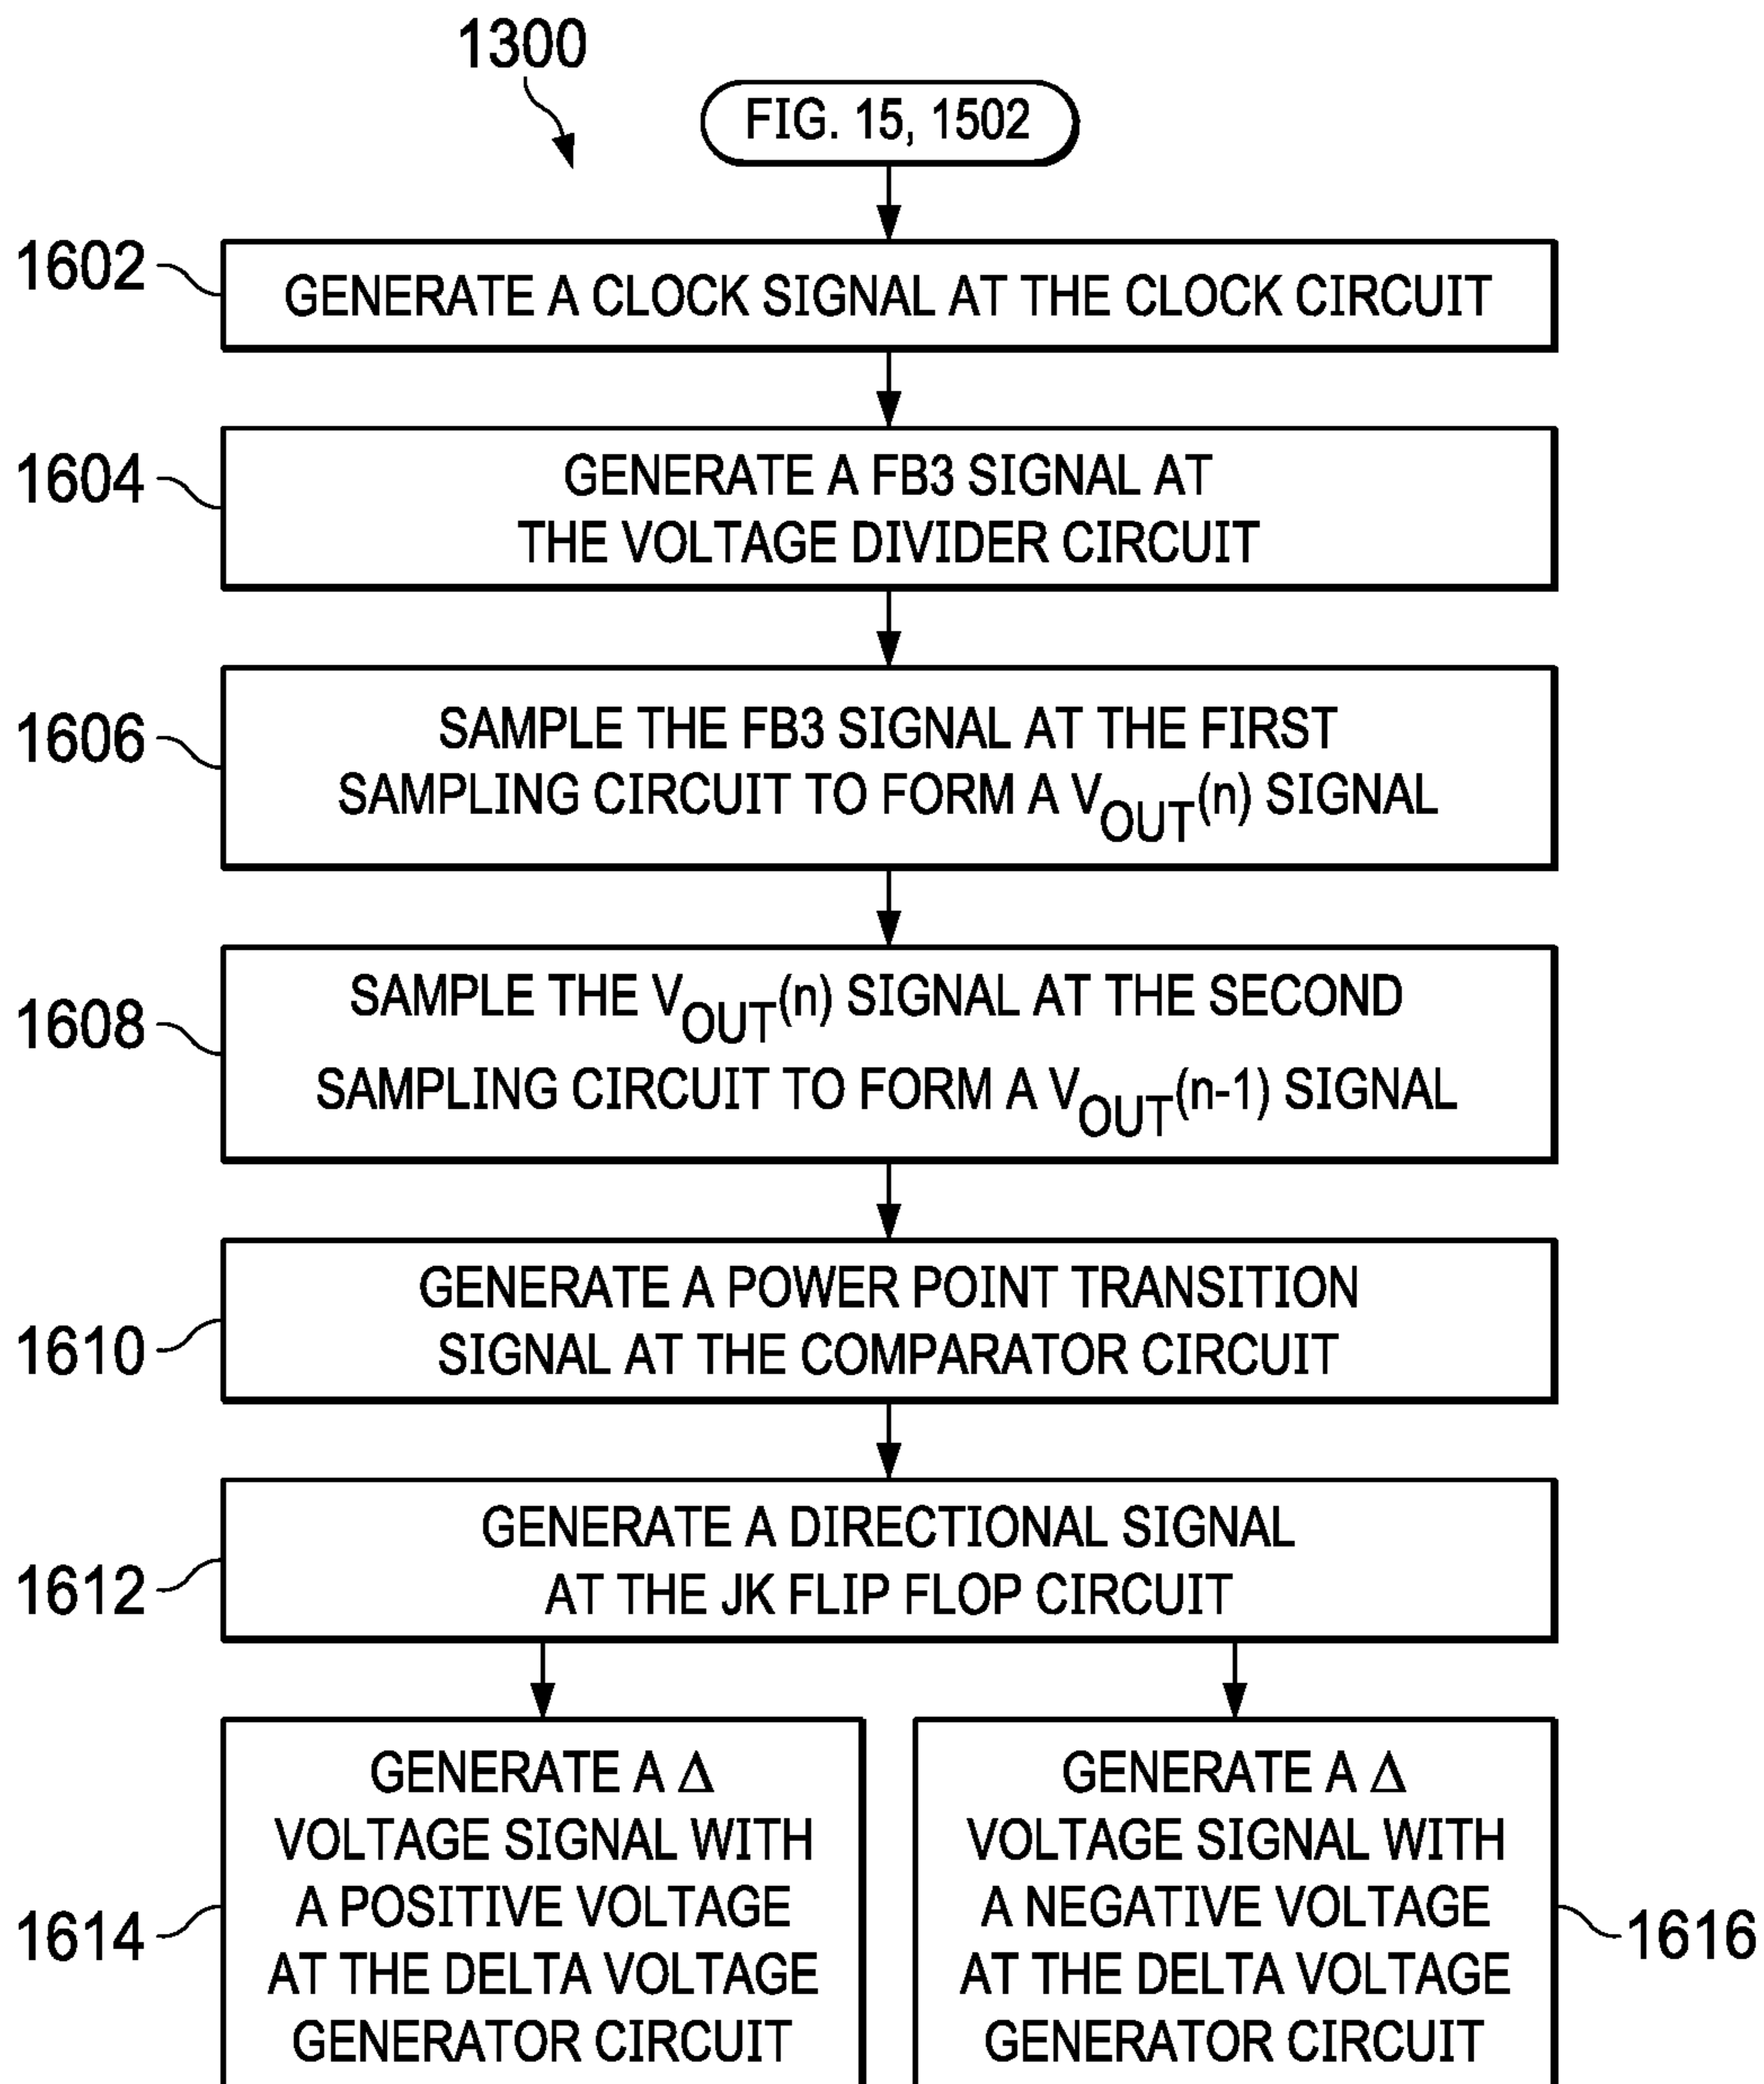 1300
FIG. 15, 1502
1602
GENERATE A CLOCK SIGNAL AT THE CLOCK CIRCUIT
1604
GENERATE A FB3 SIGNAL AT
THE VOLTAGE DIVIDER CIRCUIT
1606
SAMPLE THE FB3 SIGNAL AT THE FIRST
SAMPLING CIRCUIT TO FORM A VOUT(n) SIGNAL
1608
SAMPLE THE VOUT(n) SIGNAL AT THE SECOND
SAMPLING CIRCUIT TO FORM A VOUT(n-1) SIGNAL
1610
GENERATE A POWER POINT TRANSITION
SIGNAL AT THE COMPARATOR CIRCUIT
1612
GENERATE A DIRECTIONAL SIGNAL
AT THE JK FLIP FLOP CIRCUIT
1614
GENERATE A Δ
VOLTAGE SIGNAL WITH
A POSITIVE VOLTAGE
AT THE DELTA VOLTAGE
GENERATOR CIRCUIT
GENERATE A Δ
VOLTAGE SIGNAL WITH
A NEGATIVE VOLTAGE
AT THE DELTA VOLTAGE
GENERATOR CIRCUIT
1616